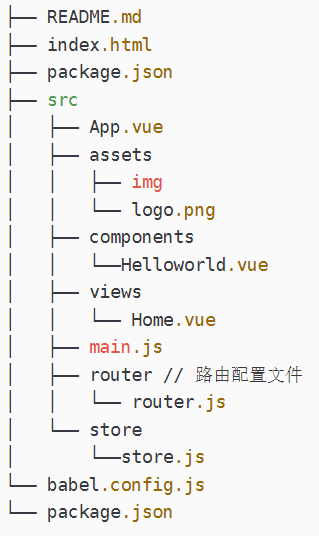 ├── README.md
├── index.html
├── package.json
├── src
│   ├── App.vue
│   ├── assets
│   │   ├── img
│   │   └── logo.png
│   ├── components
│   │   └──Helloworld.vue
│   ├── views
│   │   └── Home.vue
│   ├── main.js
│   ├── router // 路由配置文件
│   │   └── router.js
│   └── store
│       └──store.js
└── babel.config.js
└── package.json